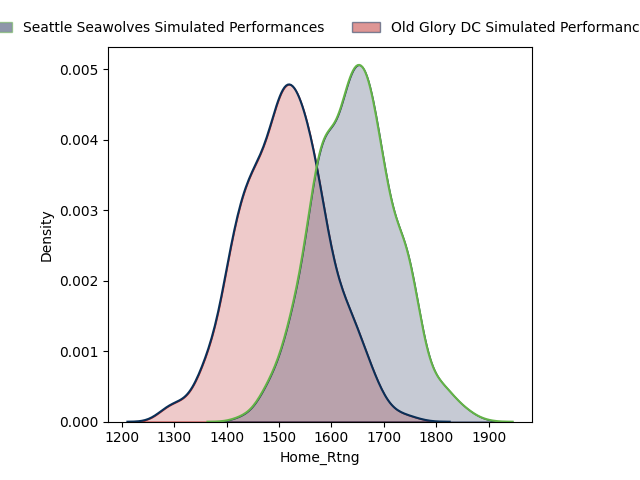 Seattle Seawolves Simulated Performances Old Glory DC Simulated Performanc
0.005
0.004
0.003
0.002
0.001
0.000
Density
1200 1300 1400 1500 1600 1700 1800 1900
Home_Rtng